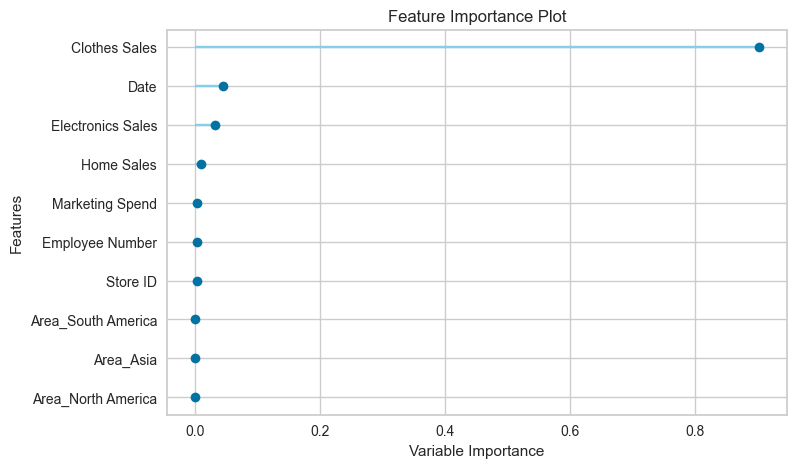 Feature Importance Plot
Features
Clothes Sales
Date
Electronics Sales
Home Sales
Marketing Spend
Employee Number
Store ID
Area_South America
Area_Asia
Area_North America
0.0 0.2 0.4 0.6 0.8
Variable Importance